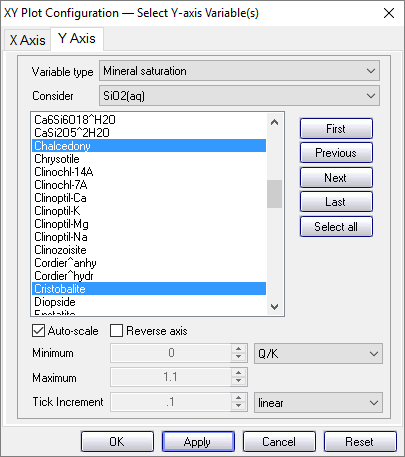 XY Plot Configuration — Select Y-axis Variable(s)
X Axis Y Axis
Variable type Mineral saturation
Consider SiO2(aq)
Ca6Si6O18^H2O
CaSi2O5^2H2O
Chalcedony
Chrysotile
Clinochl-14A
Clinochl-7A
Clinoptil-Ca
Clinoptil-K
Clinoptil-Mg
Clinoptil-Na
Clinozoisite
Cordier^anhy
Cordier^hydr
Cristobalite
Diopside
Enstatite
First
Previous
Next
Last
Select all
Auto-scale Reverse axis
Minimum 0 Q/K
Maximum 1.1
Tick Increment .1 linear
OK Apply Cancel Reset